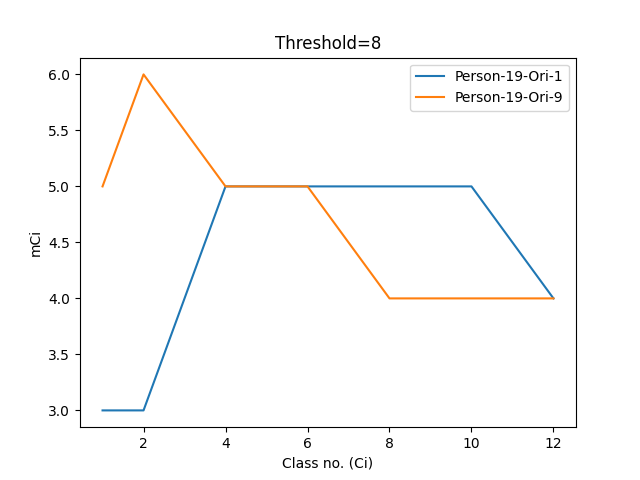 Threshold=8
Person-19-Ori-1
Person-19-Ori-9
6.0
5.5
5.0
4.5
4.0
3.5
3.0
mCi
2 4 6 8 10 12
Class no. (Ci)